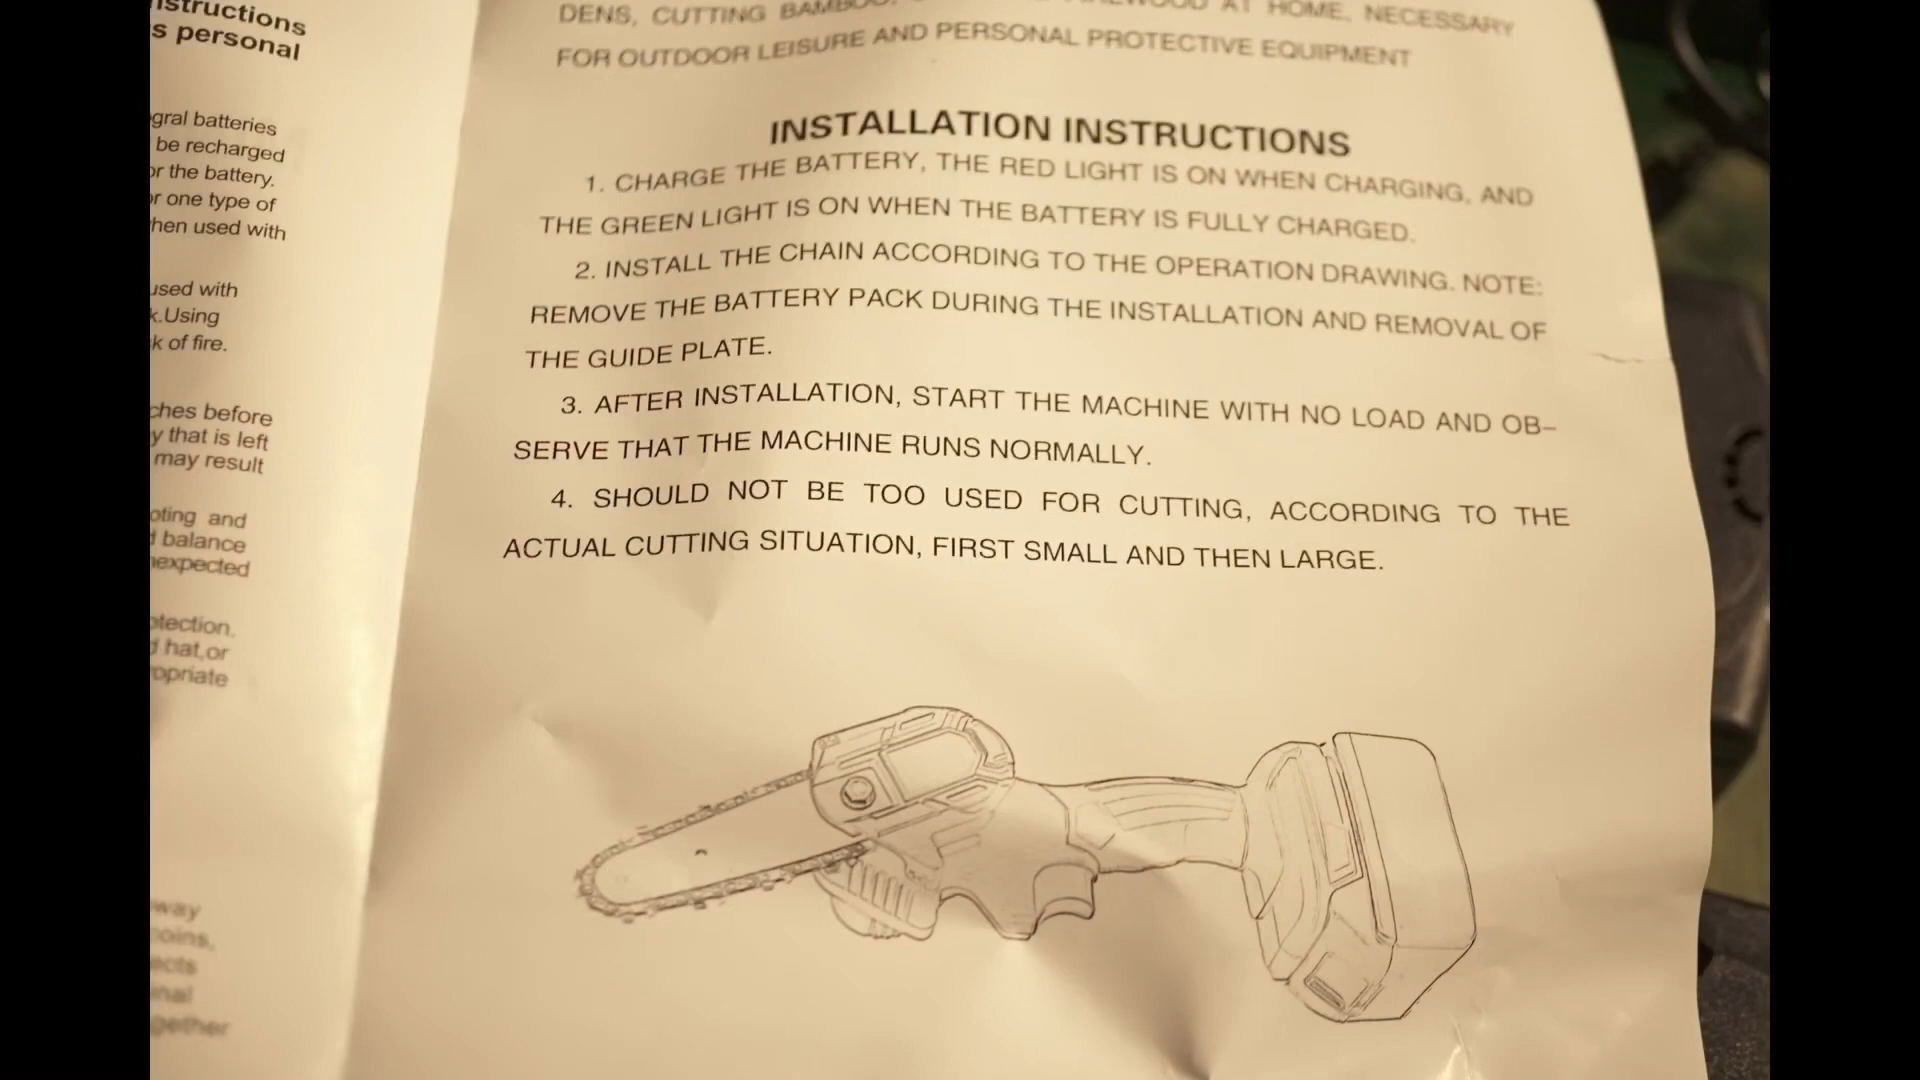 structions
s personal
gral batteries
be recharged
or the battery.
or one type of
hen used with
used with
k.Using
k of fire.
ches before
y that is left
may result
oting and
d balance
nexpected
otection.
d hat,or
ropriate
way
coins,
ects
inal
gether
DENS, CUTTING AT HOME, NECESSARY
FOR OUTDOOR LEISURE AND PERSONAL PROTECTIVE EQUIPMENT
INSTALLATION INSTRUCTIONS
1. CHARGE THE BATTERY, THE RED LIGHT IS ON WHEN CHARGING, AND
THE GREEN LIGHT IS ON WHEN THE BATTERY IS FULLY CHARGED.
2. INSTALL THE CHAIN ACCORDING TO THE OPERATION DRAWING. NOTE:
REMOVE THE BATTERY PACK DURING THE INSTALLATION AND REMOVAL OF
THE GUIDE PLATE.
3. AFTER INSTALLATION, START THE MACHINE WITH NO LOAD AND OB–
SERVE THAT THE MACHINE RUNS NORMALLY.
4. SHOULD NOT BE TOO USED FOR CUTTING, ACCORDING TO THE
ACTUAL CUTTING SITUATION, FIRST SMALL AND THEN LARGE.